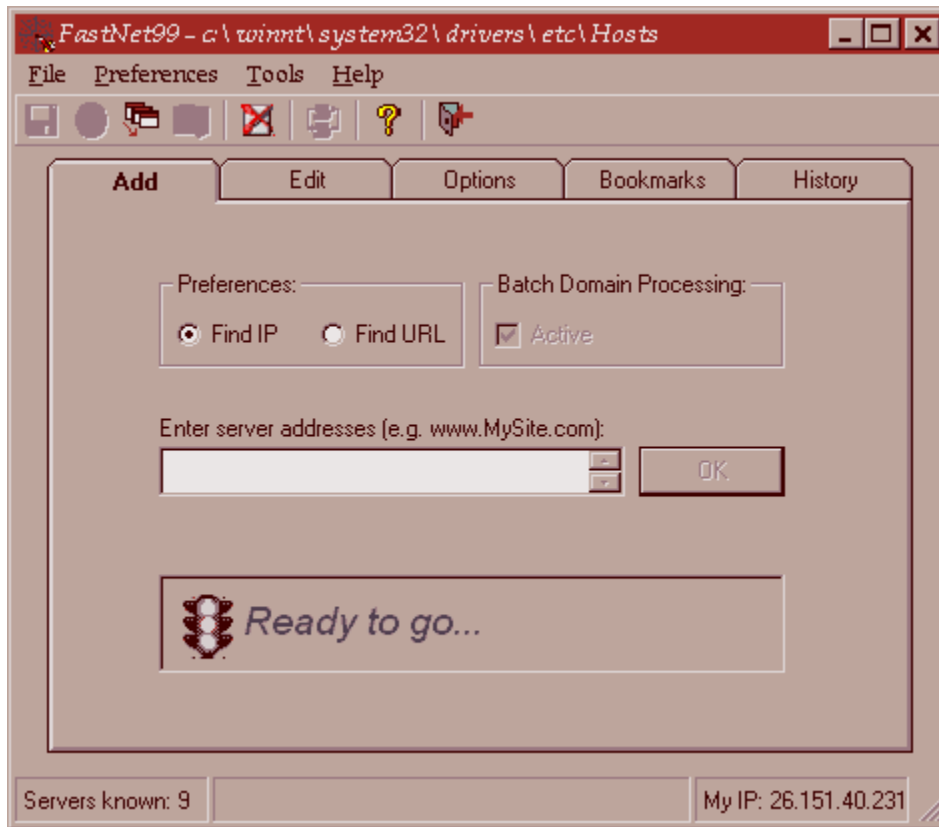 FastNet99 - c:\winnt\system32\drivers\etc\Hosts
File Preferences Tools Help
Add Edit Options Bookmarks History
Preferences: Batch Domain Processing:
Find IP Find URL Active
Enter server addresses (e.g. www.MySite.com):
OK
Ready to go...
Servers known: 9 My IP: 26.151.40.231